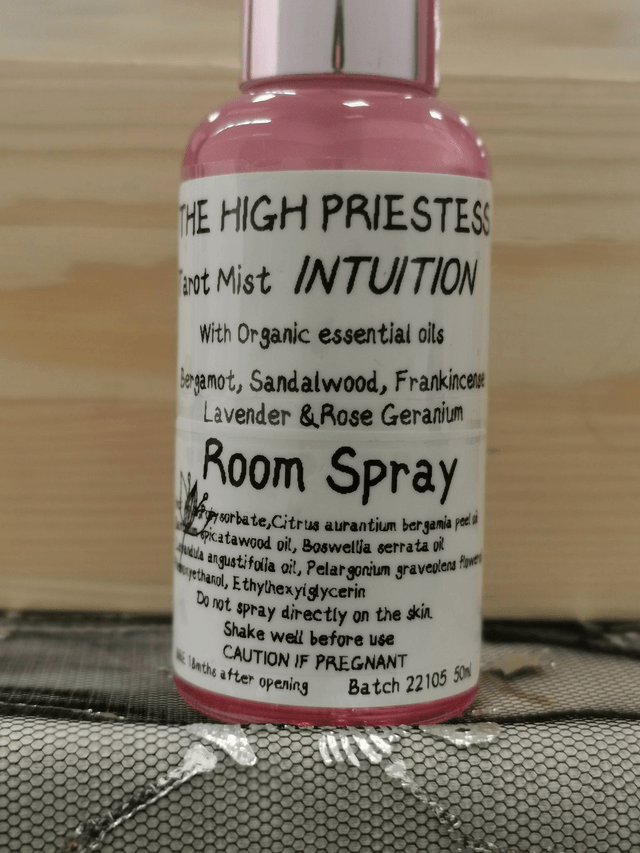 THE HIGH PRIESTESS
Tarot Mist INTUITION
With Organic essential oils
Bergamot, Sandalwood, Frankincense
Lavender &Rose Geranium
Room Spray
Polysorbate,Citrus aurantium bergamia peel oil
spicatawood oil, Boswellia serrata oil
angustifolia oil, Pelargonium graveolens flower
Ethylhexylglycerin
Do not spray directly on the skin.
Shake well before use
CAUTION IF PREGNANT
18mths after opening Batch 22105 50ml